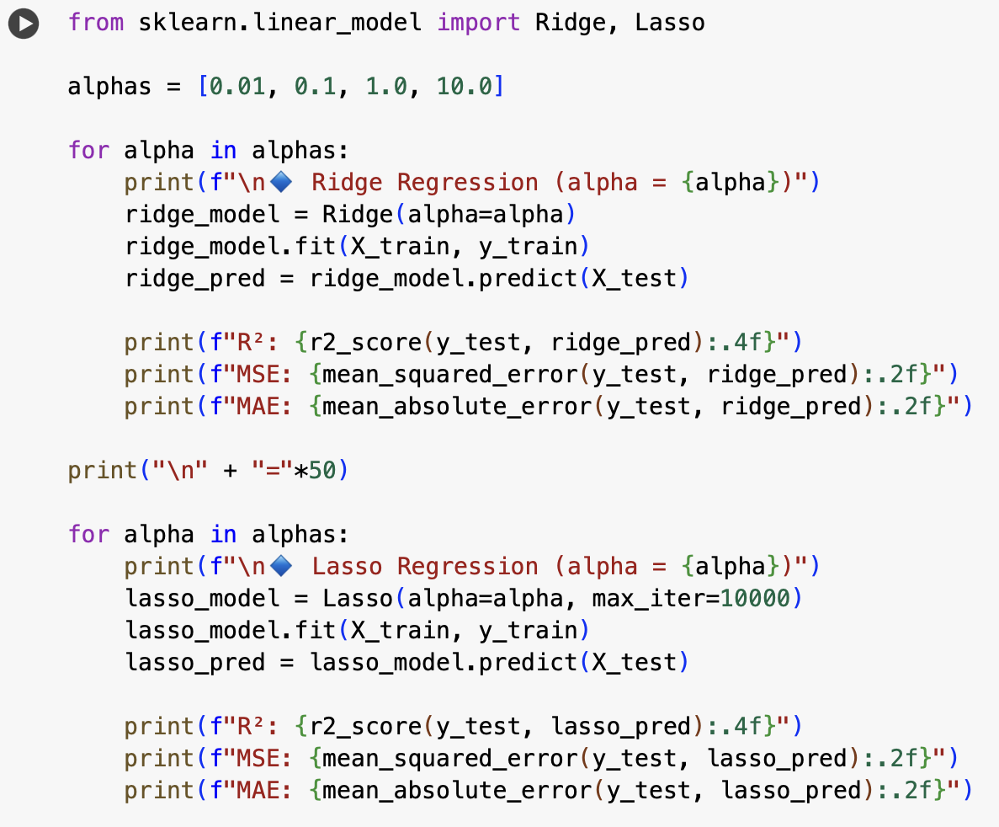 from sklearn.linear_model import Ridge, Lasso

alphas = [0.01, 0.1, 1.0, 10.0]

for alpha in alphas:
    print(f"\n🔷 Ridge Regression (alpha = {alpha})")
    ridge_model = Ridge(alpha=alpha)
    ridge_model.fit(X_train, y_train)
    ridge_pred = ridge_model.predict(X_test)

    print(f"R²: {r2_score(y_test, ridge_pred):.4f}")
    print(f"MSE: {mean_squared_error(y_test, ridge_pred):.2f}")
    print(f"MAE: {mean_absolute_error(y_test, ridge_pred):.2f}")

print("\n" + "="*50)

for alpha in alphas:
    print(f"\n🔷 Lasso Regression (alpha = {alpha})")
    lasso_model = Lasso(alpha=alpha, max_iter=10000)
    lasso_model.fit(X_train, y_train)
    lasso_pred = lasso_model.predict(X_test)

    print(f"R²: {r2_score(y_test, lasso_pred):.4f}")
    print(f"MSE: {mean_squared_error(y_test, lasso_pred):.2f}")
    print(f"MAE: {mean_absolute_error(y_test, lasso_pred):.2f}")